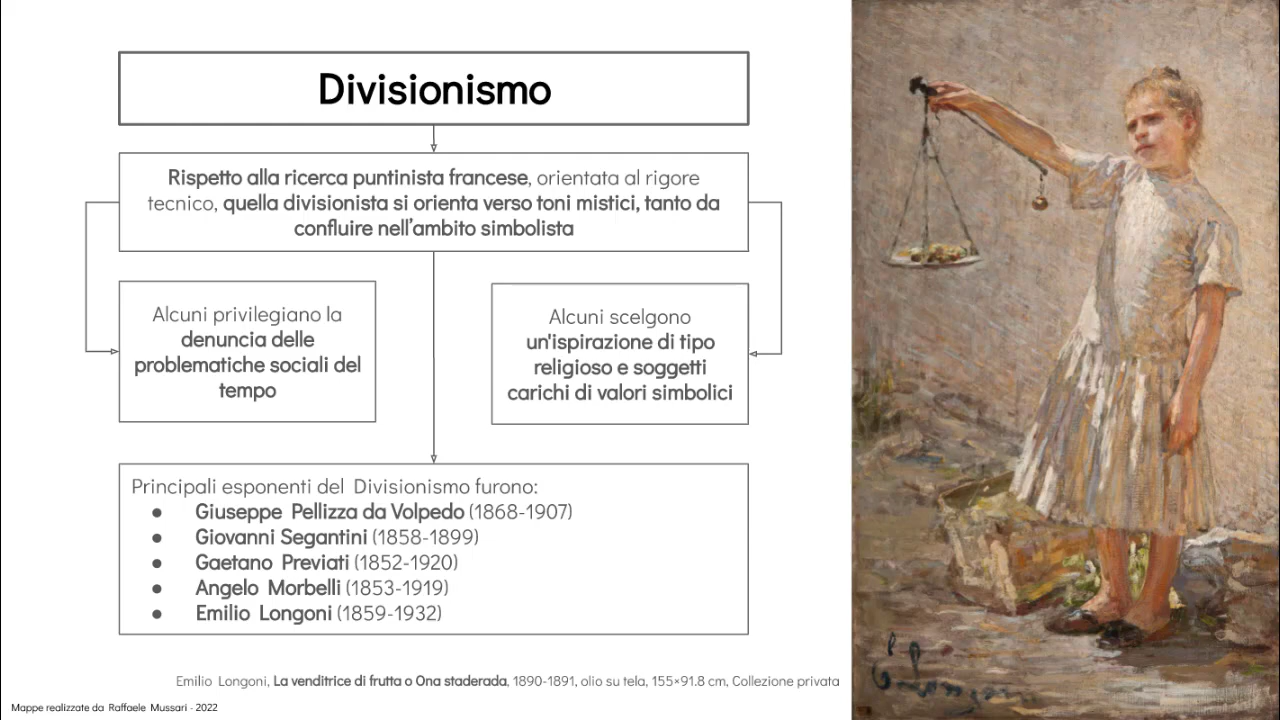 Divisionismo
Rispetto alla ricerca puntinista francese, orientata al rigore
tecnico, quella divisionista si orienta verso toni mistici, tanto da
confluire nell'ambito simbolista
Alcuni privilegiano la
denuncia delle
problematiche sociali del
tempo
Alcuni scelgono
un'ispirazione di tipo
religioso e soggetti
carichi di valori simbolici
Principali esponenti del Divisionismo furono:
● Giuseppe Pellizza da Volpedo (1868-1907)
● Giovanni Segantini (1858-1899)
● Gaetano Previati (1852-1920)
● Angelo Morbelli (1853-1919)
● Emilio Longoni (1859-1932)
Emilio Longoni, La venditrice di frutta o Ona staderada, 1890-1891, olio su tela, 155×91.8 cm, Collezione privata
Mappe realizzate da Raffaele Mussari - 2022